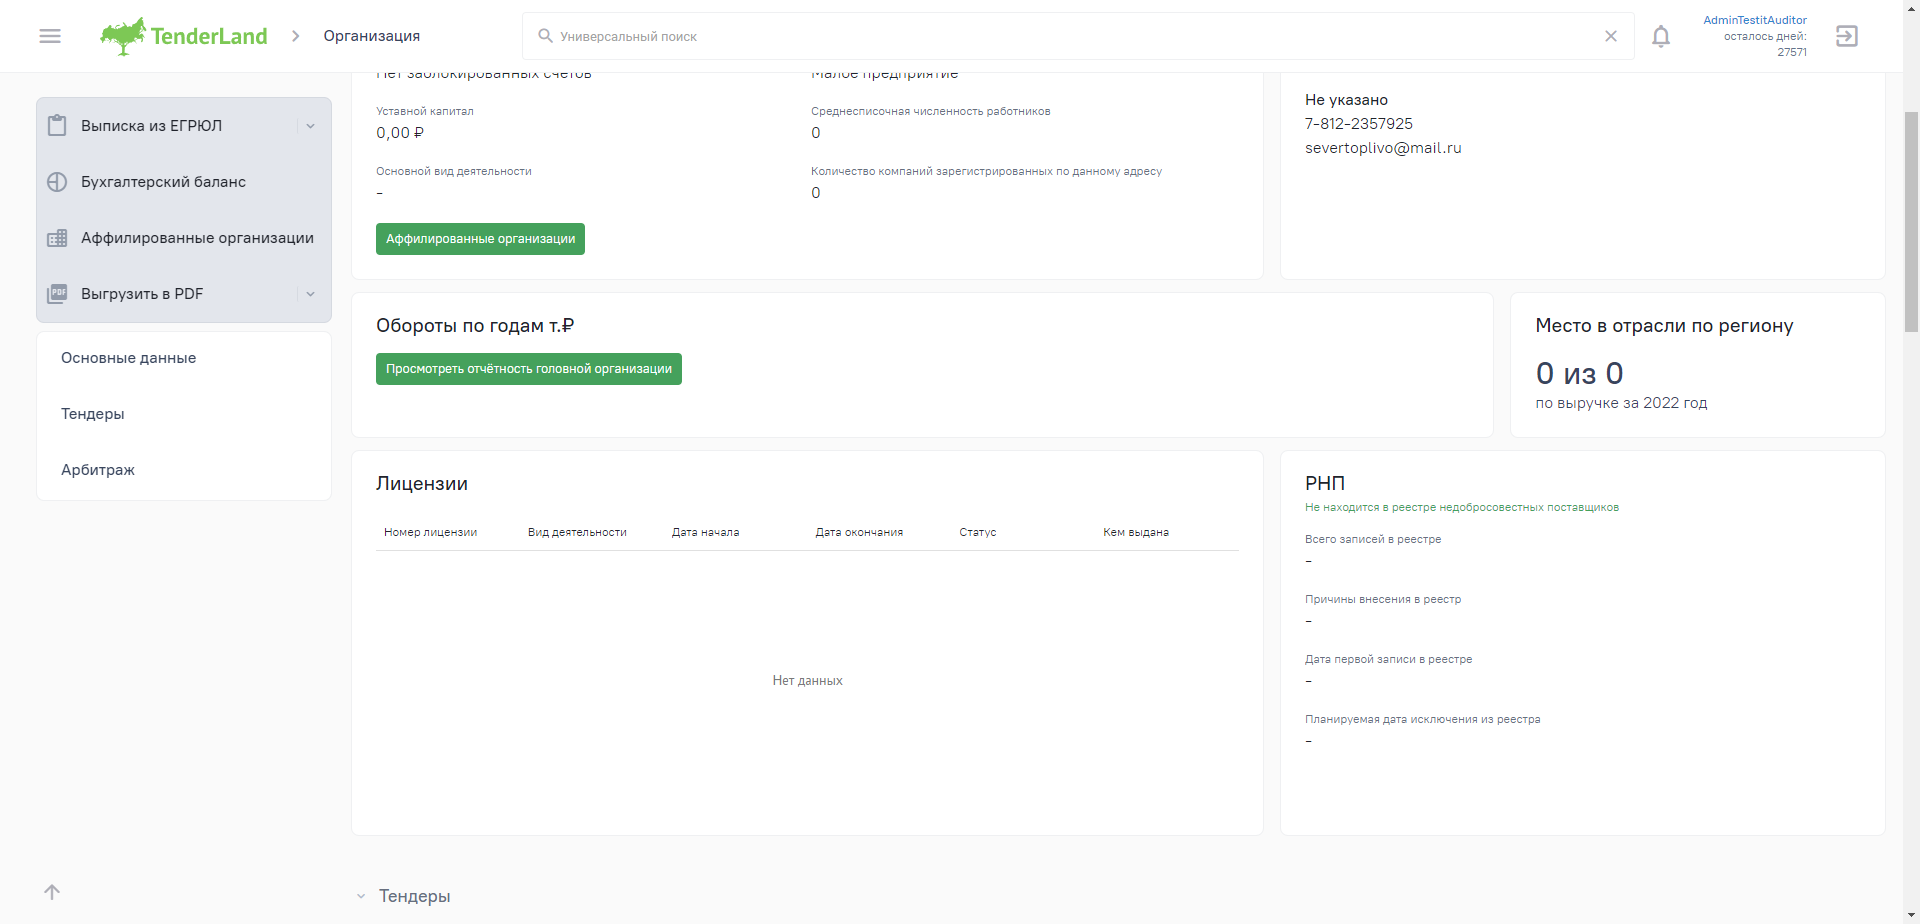 TenderLand
Организация
Универсальный поиск
AdminTestitAuditor
осталось дней:
27571
Выписка из ЕГРЮЛ
Бухгалтерский баланс
Аффилированные организации
PDF
Выгрузить в PDF
Основные данные
Тендеры
Арбитраж
Нет заблокированных счетов
Малое предприятие
Уставной капитал
0,00 ₽
Среднесписочная численность работников
0
Основной вид деятельности
-
Количество компаний зарегистрированных по данному адресу
0
Аффилированные организации
Не указано
7-812-2357925
severtoplivo@mail.ru
Обороты по годам т.₽
Просмотреть отчётность головной организации
Место в отрасли по региону
0 из 0
по выручке за 2022 год
Лицензии
Номер лицензии Вид деятельности Дата начала Дата окончания Статус Кем выдана
Нет данных
РНП
Не находится в реестре недобросовестных поставщиков
Всего записей в реестре
-
Причины внесения в реестр
-
Дата первой записи в реестре
-
Планируемая дата исключения из реестра
-
Тендеры